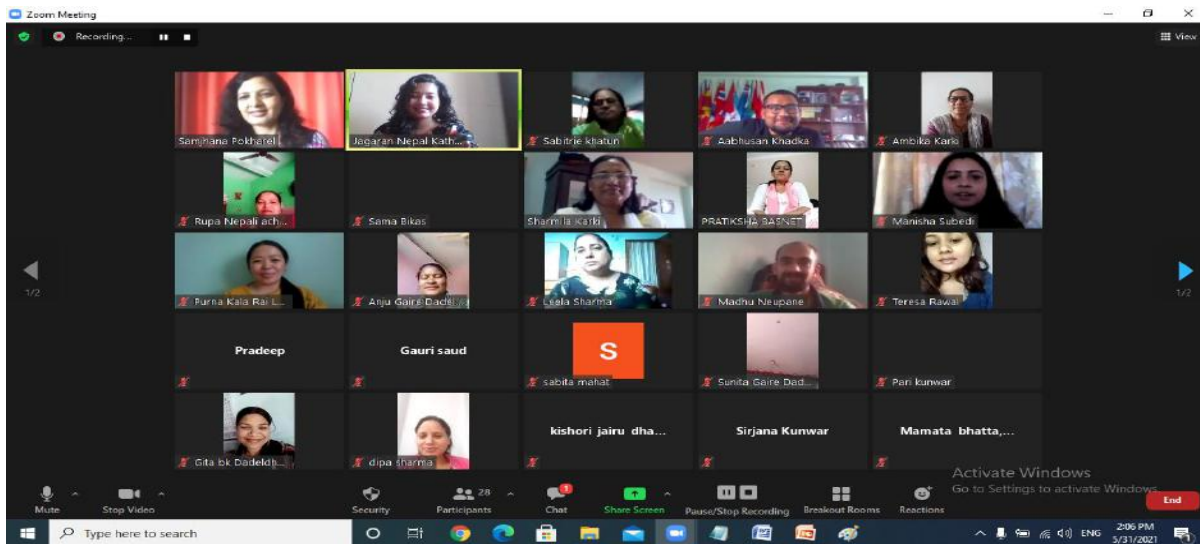 Zoom Meeting
Recording...
View
Samjhana Pokharel
Jagaran Nepal Kath...
Sabitrie khatun
Aabhusan Khadka
Ambika Karki
Rupa Nepali ach...
Sama Bikas
Sharmila Karki
PRATIKSHA BASNET
Manisha Subedi
Purna Kala Rai L...
Anju Gaire Dadel...
Leela Sharma
Madhu Neupane
Teresa Rawal
1/2
1/2
Pradeep
Gauri saud
S
sabita mahat
Sunita Gaire Dad...
Pari kunwar
Gita bk Dadeldh...
dipa sharma
kishori jairu dha...
Sirjana Kunwar
Mamata bhatta,...
Activate Windows
Go to Settings to activate Windows.
Mute
Stop Video
Security
28
Participants
1
Chat
Share Screen
Pause/Stop Recording
Breakout Rooms
Reactions
End
Type here to search
ENG
2:06 PM
5/31/2021